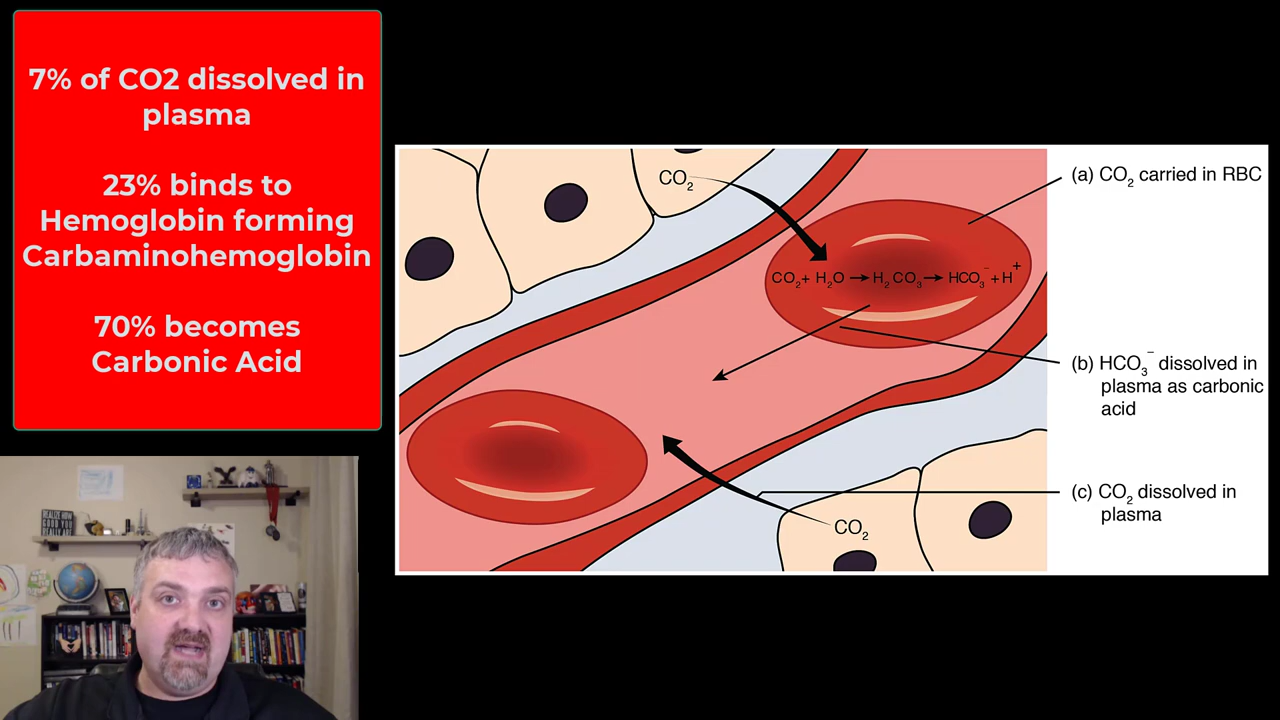 7% of CO2 dissolved in
plasma
23% binds to
Hemoglobin forming
Carbaminohemoglobin
70% becomes
Carbonic Acid
CO₂
(a) CO₂ carried in RBC
CO₂+ H₂O → H₂CO₃ → HCO₃⁻ + H⁺
(b) HCO₃⁻ dissolved in
plasma as carbonic
acid
(c) CO₂ dissolved in
plasma
CO₂